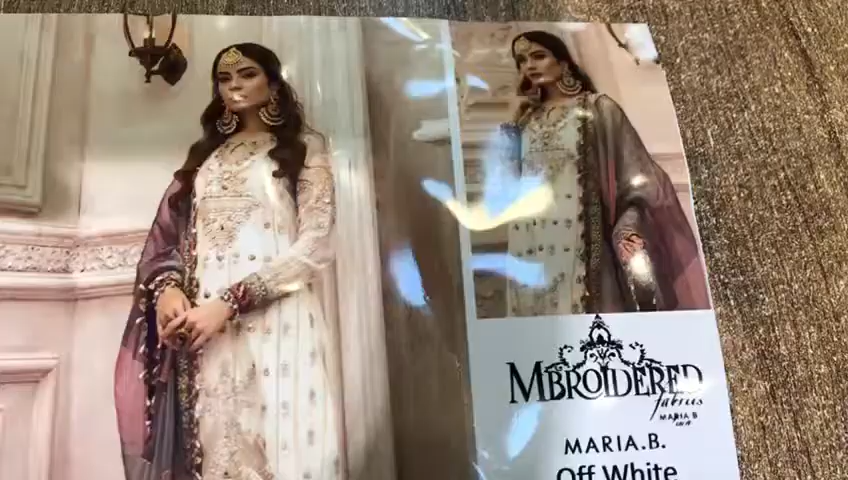 MBROIDERED
fabrics
MARIA B
MARIA.B.
Off White